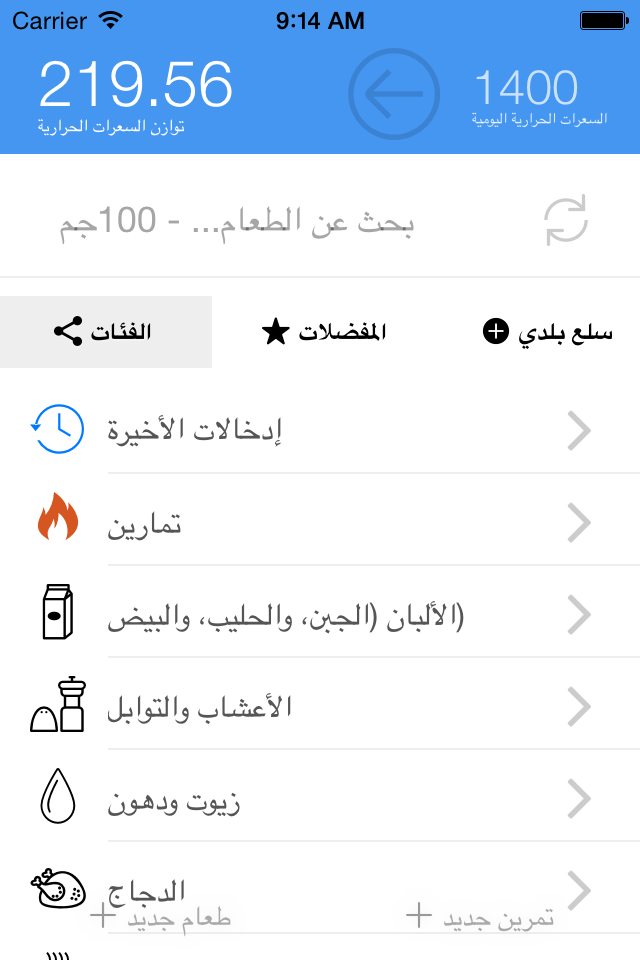 Carrier 9:14 AM
219.56 1400
توازن السعرات الحرارية السعرات الحرارية اليومية
بحث عن الطعام... - 100جم
سلع بلدي المفضلات الفئات
إدخالات الأخيرة
تمارين
(الألبان (الجبن، والحليب، والبيض
الأعشاب والتوابل
زيوت ودهون
الدجاج
طعام جديد تمرين جديد